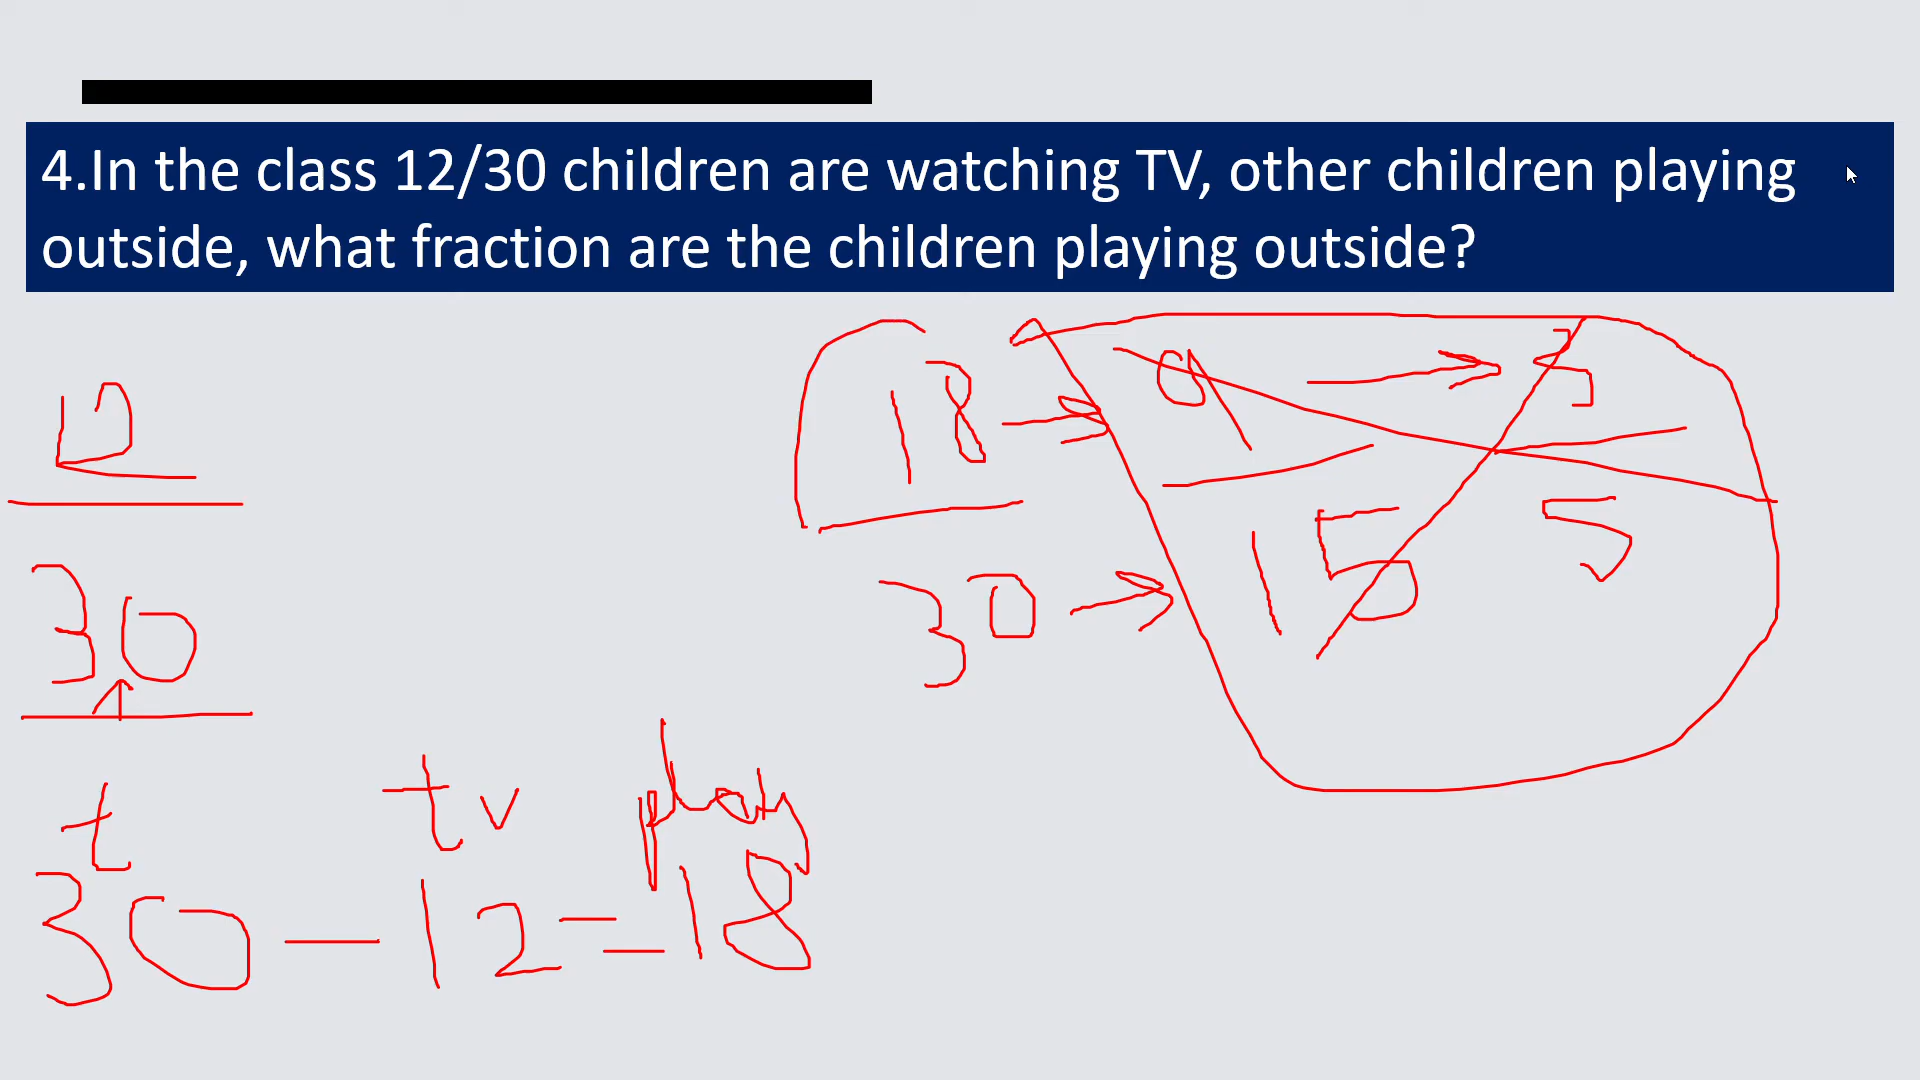 4.In the class 12/30 children are watching TV, other children playing
outside, what fraction are the children playing outside?
12
30
t tv play
30 - 12 = 18
18 → 9 → 3
30 → 15 5